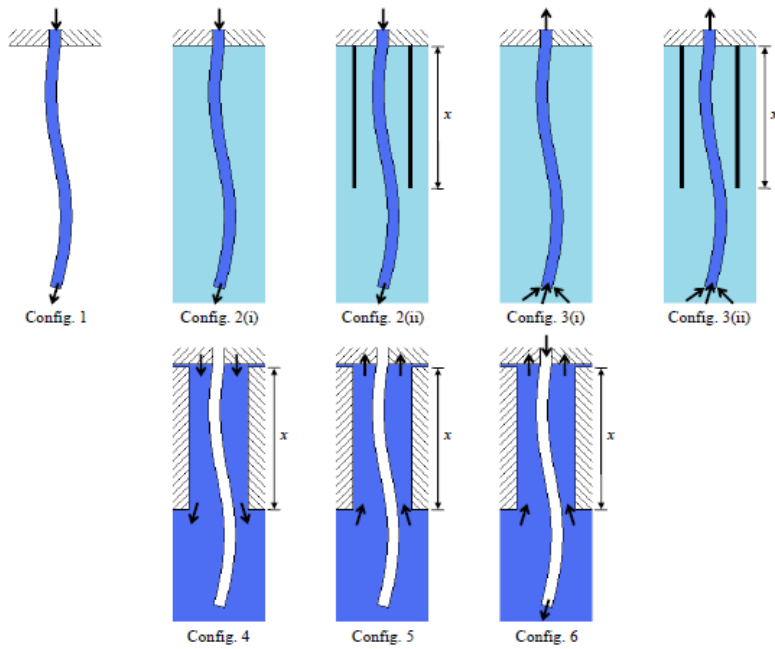 x
x
Config. 1
Config. 2(i)
Config. 2(ii)
Config. 3(i)
Config. 3(ii)
x
x
x
Config. 4
Config. 5
Config. 6